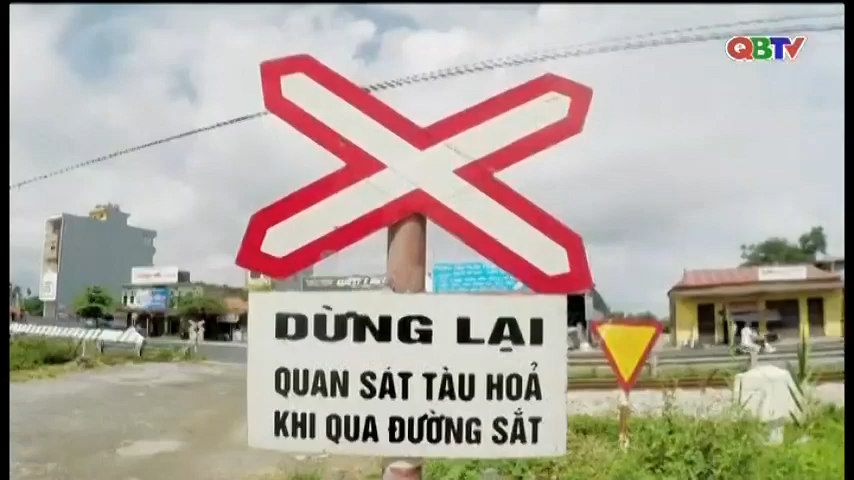 QBTV
DỪNG LẠI
QUAN SÁT TÀU HOẢ
KHI QUA ĐƯỜNG SẮT